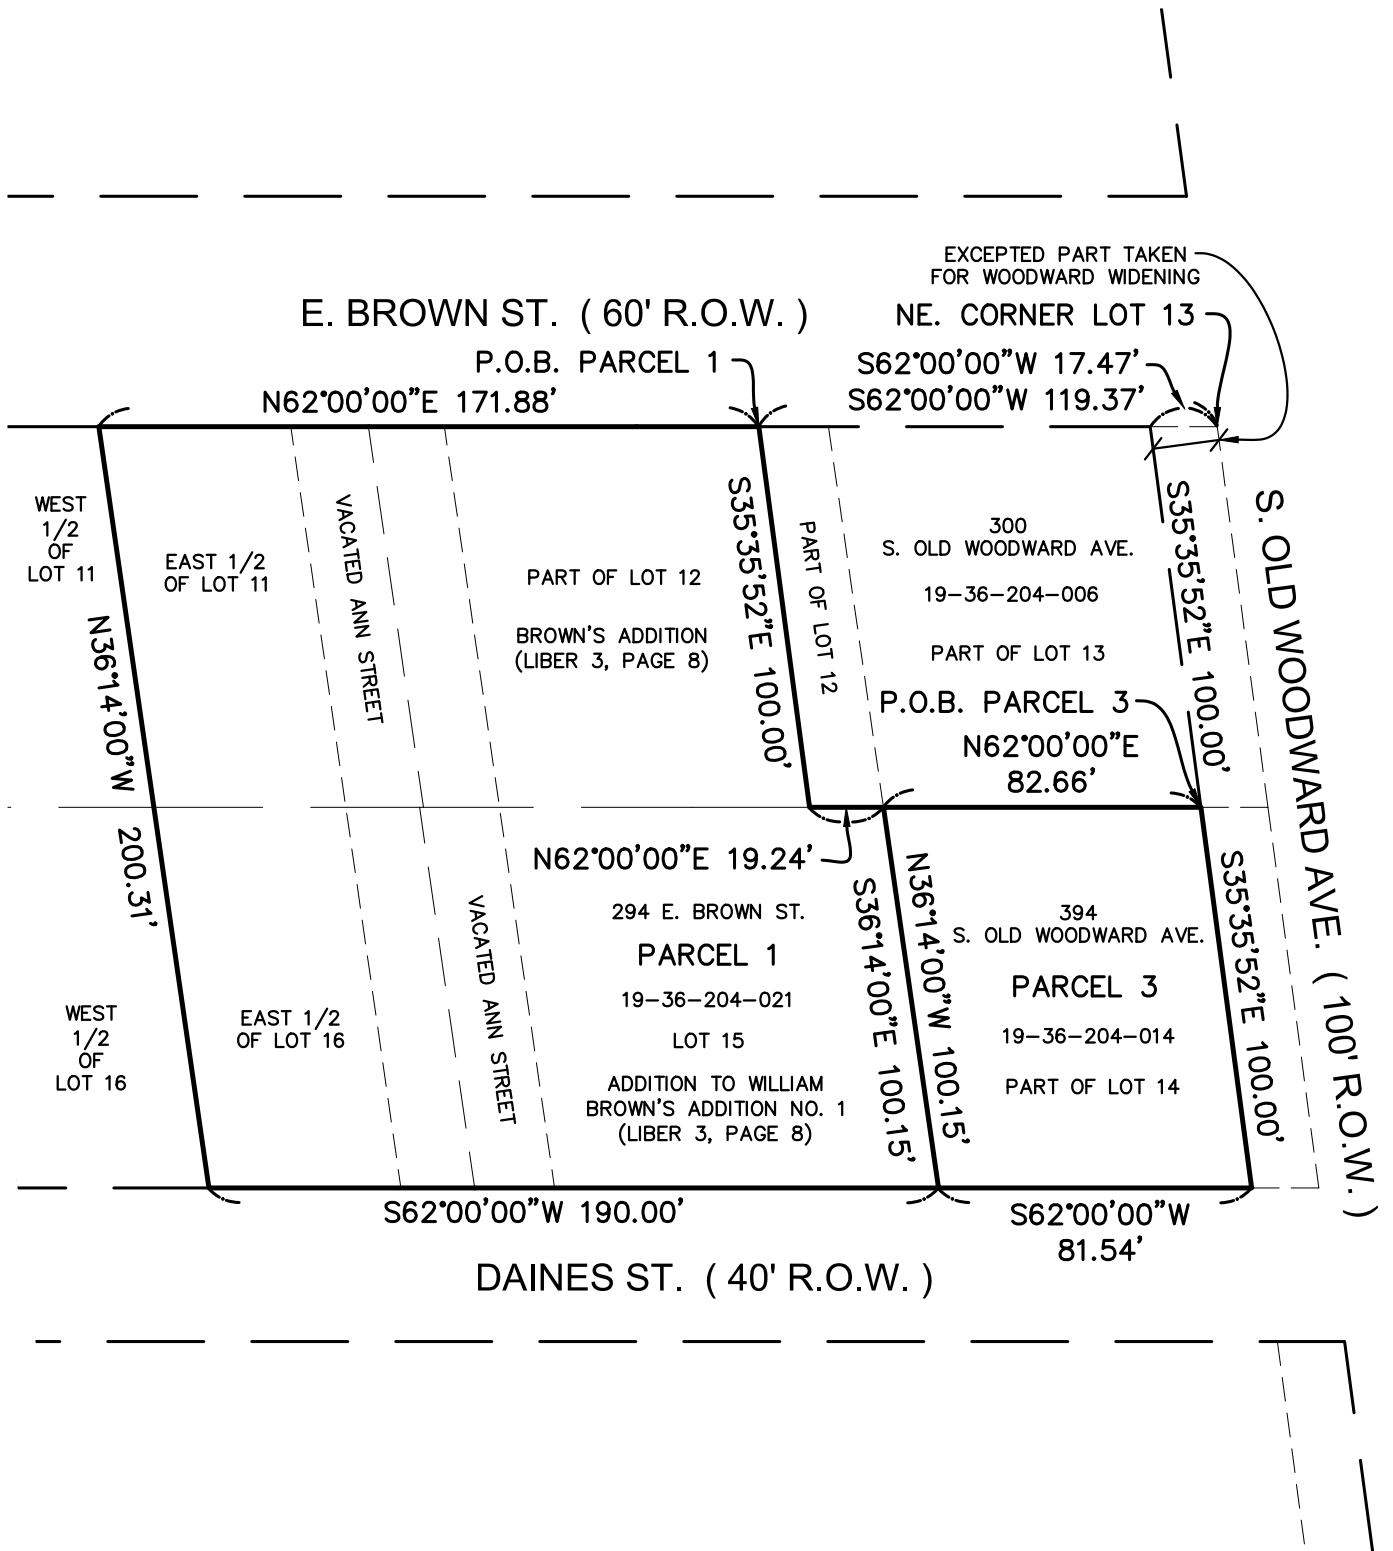 EXCEPTED PART TAKEN
FOR WOODWARD WIDENING
E. BROWN ST. ( 60' R.O.W. )
NE. CORNER LOT 13
P.O.B. PARCEL 1
S62°00'00"W 17.47'
N62°00'00"E 171.88'
S62°00'00"W 119.37'
WEST
1/2
OF
LOT 11
EAST 1/2
OF LOT 11
N36°14'00"W 200.31'
VACATED ANN STREET
PART OF LOT 12
BROWN'S ADDITION
(LIBER 3, PAGE 8)
S35°35'52"E 100.00'
PART OF LOT 12
300
S. OLD WOODWARD AVE.
19-36-204-006
PART OF LOT 13
S35°35'52"E 100.00'
S. OLD WOODWARD AVE. ( 100' R.O.W. )
P.O.B. PARCEL 3
N62°00'00"E
82.66'
N62°00'00"E 19.24'
WEST
1/2
OF
LOT 16
EAST 1/2
OF LOT 16
VACATED ANN STREET
294 E. BROWN ST.
PARCEL 1
19-36-204-021
LOT 15
ADDITION TO WILLIAM
BROWN'S ADDITION NO. 1
(LIBER 3, PAGE 8)
S36°14'00"E 100.15'
N36°14'00"W 100.15'
394
S. OLD WOODWARD AVE.
PARCEL 3
19-36-204-014
PART OF LOT 14
S35°35'52"E 100.00'
S62°00'00"W 190.00'
S62°00'00"W
81.54'
DAINES ST. ( 40' R.O.W. )